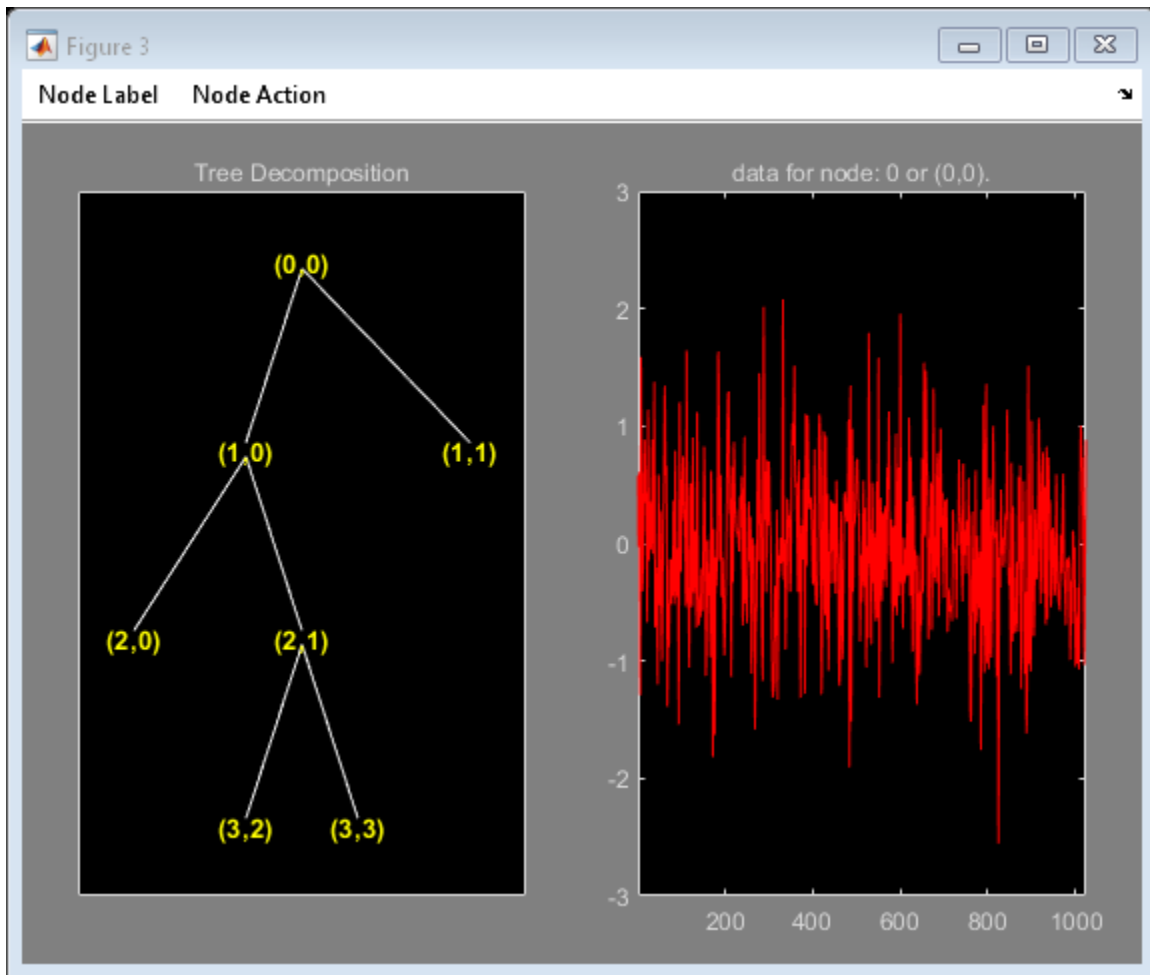 Figure 3
Node Label Node Action
Tree Decomposition
(0,0)
(1,0) (1,1)
(2,0) (2,1)
(3,2) (3,3)
data for node: 0 or (0,0).
3
2
1
0
-1
-2
-3
200 400 600 800 1000